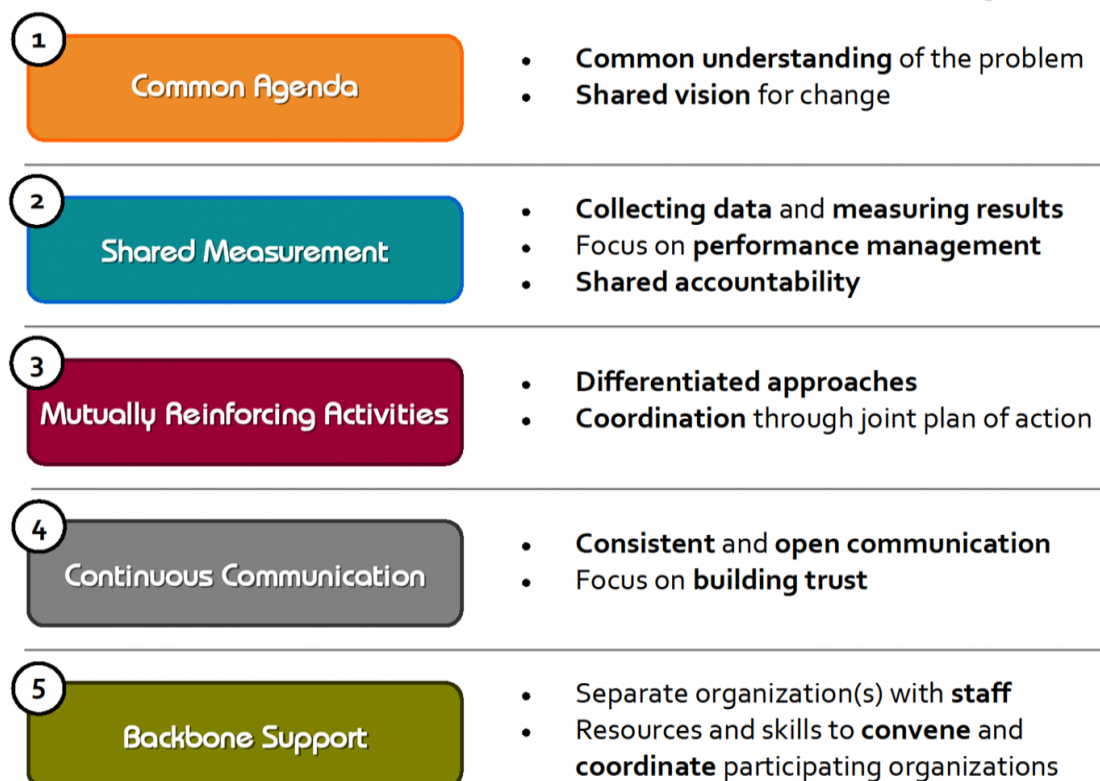 1
Common Agenda
• Common understanding of the problem
• Shared vision for change
2
Shared Measurement
• Collecting data and measuring results
• Focus on performance management
• Shared accountability
3
Mutually Reinforcing Activities
• Differentiated approaches
• Coordination through joint plan of action
4
Continuous Communication
• Consistent and open communication
• Focus on building trust
5
Backbone Support
• Separate organization(s) with staff
• Resources and skills to convene and
coordinate participating organizations